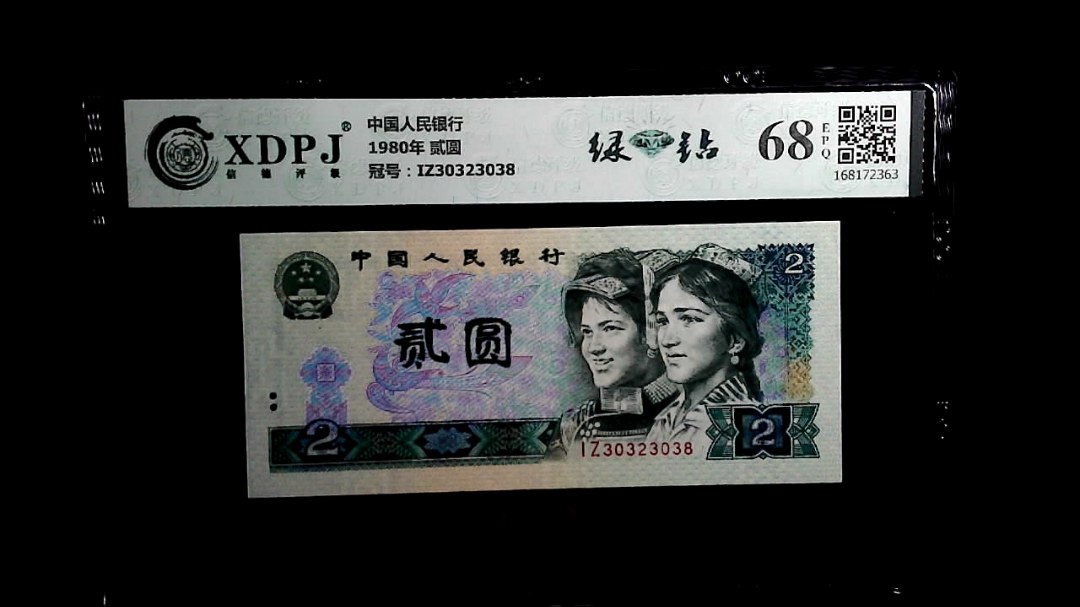 XDPJ®
信德评级
中国人民银行
1980年 贰圆
冠号：IZ30323038
绿 钻
68 EPQ
168172363
中国人民银行
2
贰圆
2
2
IZ30323038